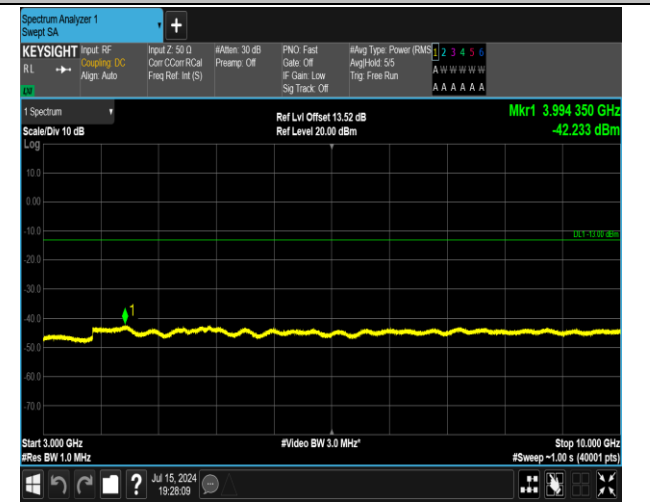 Spectrum Analyzer 1
Swept SA
+
KEYSIGHT Input: RF Input Z: 50 Ω #Atten: 30 dB PNO: Fast #Avg Type: Power (RMS 1 2 3 4 5 6
RL Coupling: DC Corr CCorr RCal Preamp: Off Gate: Off Avg|Hold: 5/5 A W W W W W
Align: Auto Freq Ref: Int (S) IF Gain: Low Trig: Free Run
Sig Track: Off A A A A A A
1 Spectrum Ref Lvl Offset 13.52 dB Mkr1 3.994 350 GHz
Scale/Div 10 dB Ref Level 20.00 dBm -42.233 dBm
Log
10.0
0.00
-10.0
DL1 -13.00 dBm
-20.0
-30.0
-40.0
1
-50.0
-60.0
-70.0
Start 3.000 GHz #Video BW 3.0 MHz* Stop 10.000 GHz
#Res BW 1.0 MHz #Sweep ~1.00 s (40001 pts)
? Jul 15, 2024
19:28:09